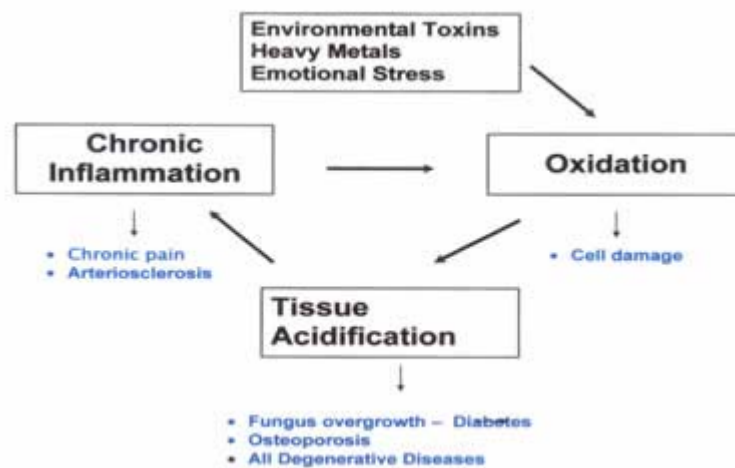 Environmental Toxins
Heavy Metals
Emotional Stress
Chronic
Inflammation
Oxidation
• Chronic pain
• Arteriosclerosis
• Cell damage
Tissue
Acidification
• Fungus overgrowth – Diabetes
• Osteoporosis
• All Degenerative Diseases